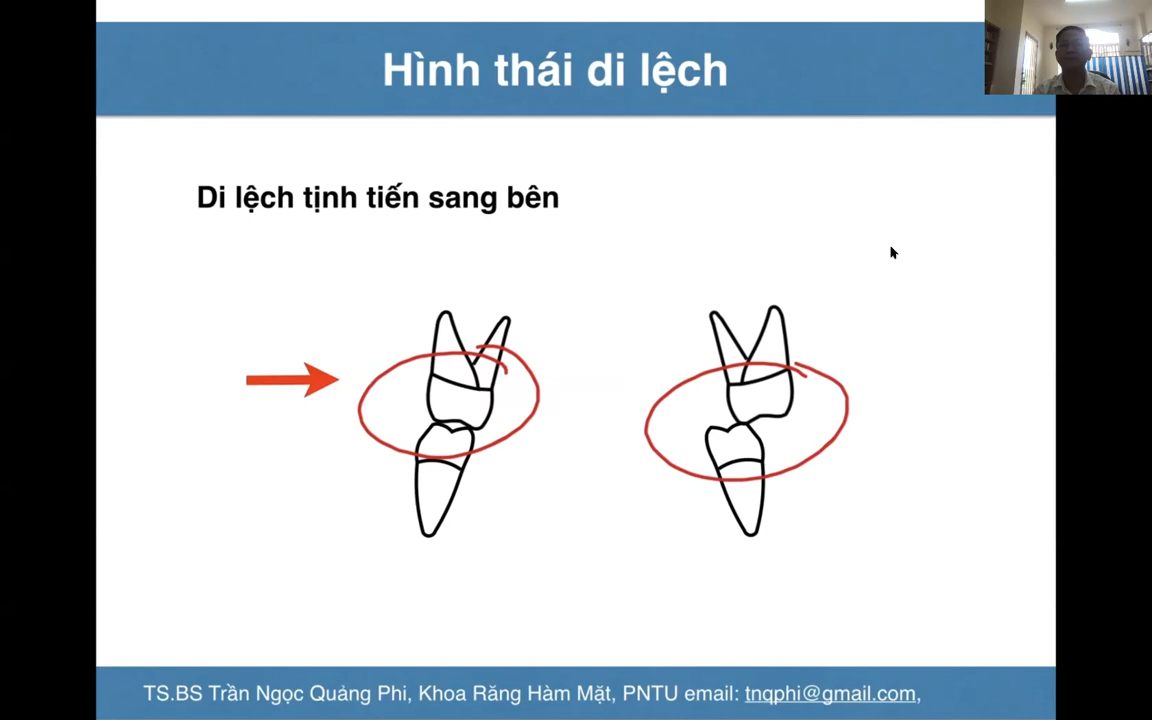 Hình thái di lệch
Di lệch tịnh tiến sang bên
TS.BS Trần Ngọc Quảng Phi, Khoa Răng Hàm Mặt, PNTU email: tnqphi@gmail.com,